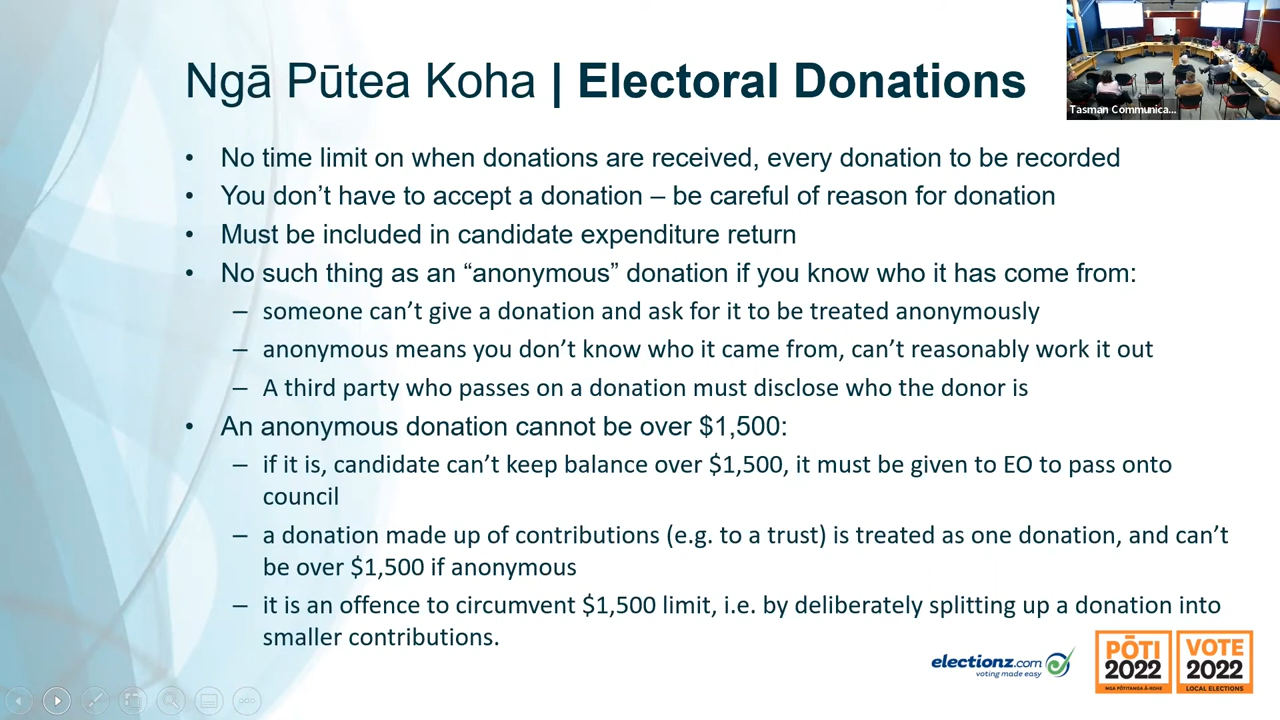 Ngā Pūtea Koha | Electoral Donations
Tasman Communica...
• No time limit on when donations are received, every donation to be recorded
• You don’t have to accept a donation – be careful of reason for donation
• Must be included in candidate expenditure return
• No such thing as an “anonymous” donation if you know who it has come from:
– someone can’t give a donation and ask for it to be treated anonymously
– anonymous means you don’t know who it came from, can’t reasonably work it out
– A third party who passes on a donation must disclose who the donor is
• An anonymous donation cannot be over $1,500:
– if it is, candidate can’t keep balance over $1,500, it must be given to EO to pass onto
council
– a donation made up of contributions (e.g. to a trust) is treated as one donation, and can’t
be over $1,500 if anonymous
– it is an offence to circumvent $1,500 limit, i.e. by deliberately splitting up a donation into
smaller contributions.
electionz.com
voting made easy
PŌTI
2022
NGA PŌTITANGA Ā-ROHE
VOTE
2022
LOCAL ELECTIONS